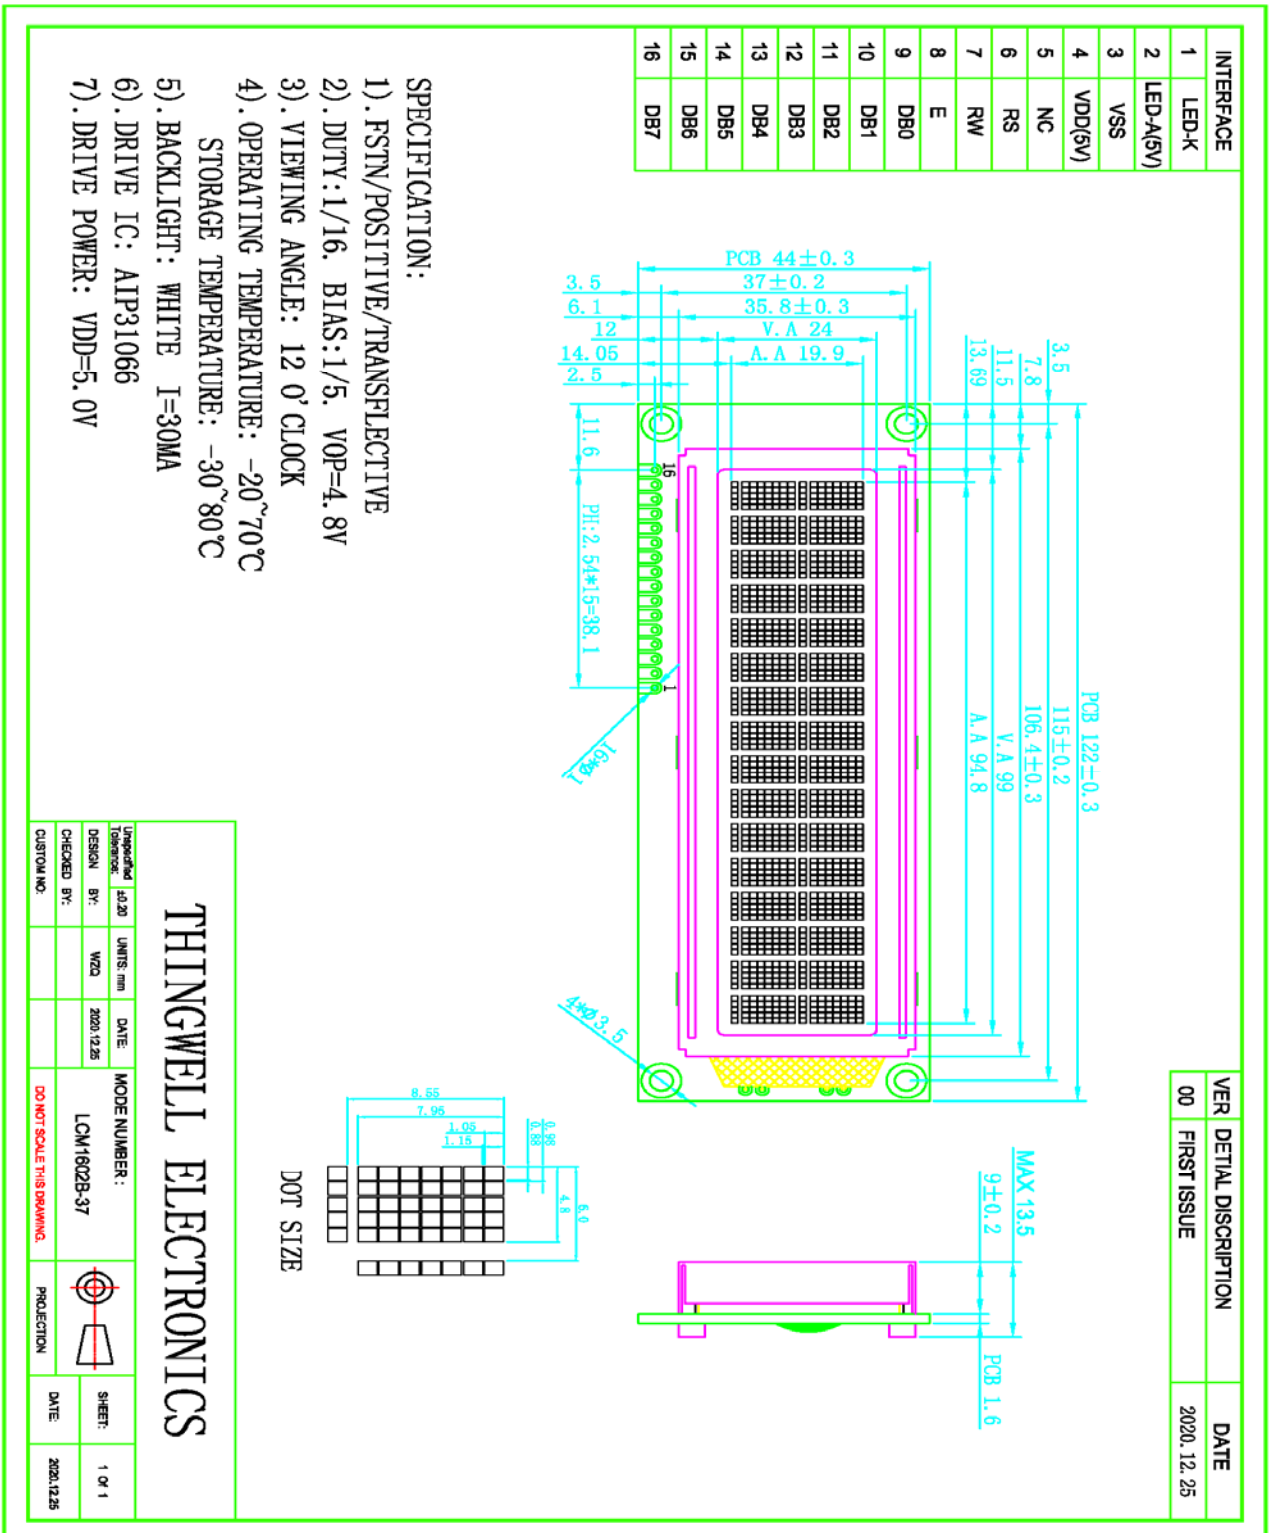 INTERFACE
1 LED-K
2 LED-A(5V)
3 VSS
4 VDD(5V)
5 NC
6 RS
7 RW
8 E
9 DB0
10 DB1
11 DB2
12 DB3
13 DB4
14 DB5
15 DB6
16 DB7
VER DETIAL DISCRIPTION DATE
00 FIRST ISSUE 2020.12.25
PCB 122±0.3
115±0.2
106.4±0.3
V.A 99
A.A 94.8
3.5
7.8
11.5
13.69
PCB 44±0.3
37±0.2
35.8±0.3
V.A 24
A.A 19.9
3.5
6.1
12
14.05
2.5
11.6
PH:2.54*15=38.1
16
1
16*φ1
4*φ3.5
MAX 13.5
9±0.2
PCB 1.6
SPECIFICATION:
1).FSTN/POSITIVE/TRANSFLECTIVE
2).DUTY:1/16. BIAS:1/5. VOP=4.8V
3).VIEWING ANGLE: 12 O'CLOCK
4).OPERATING TEMPERATURE: -20~70℃
STORAGE TEMPERATURE: -30~80℃
5).BACKLIGHT: WHITE I=30MA
6).DRIVE IC: AIP31066
7).DRIVE POWER: VDD=5.0V
0.98
0.88
6.0
4.8
8.55
7.95
1.05
1.15
DOT SIZE
THINGWELL ELECTRONICS
Unspecified Tolerance: ±0.20 UNITS: mm DATE: MODE NUMBER :
DESIGN BY: WZQ 2020.12.25 LCM1602B-37 SHEET: 1 Of 1
CHECKED BY:
CUSTOM NO: DO NOT SCALE THIS DRAWING. PROJECTION DATE: 2020.12.25